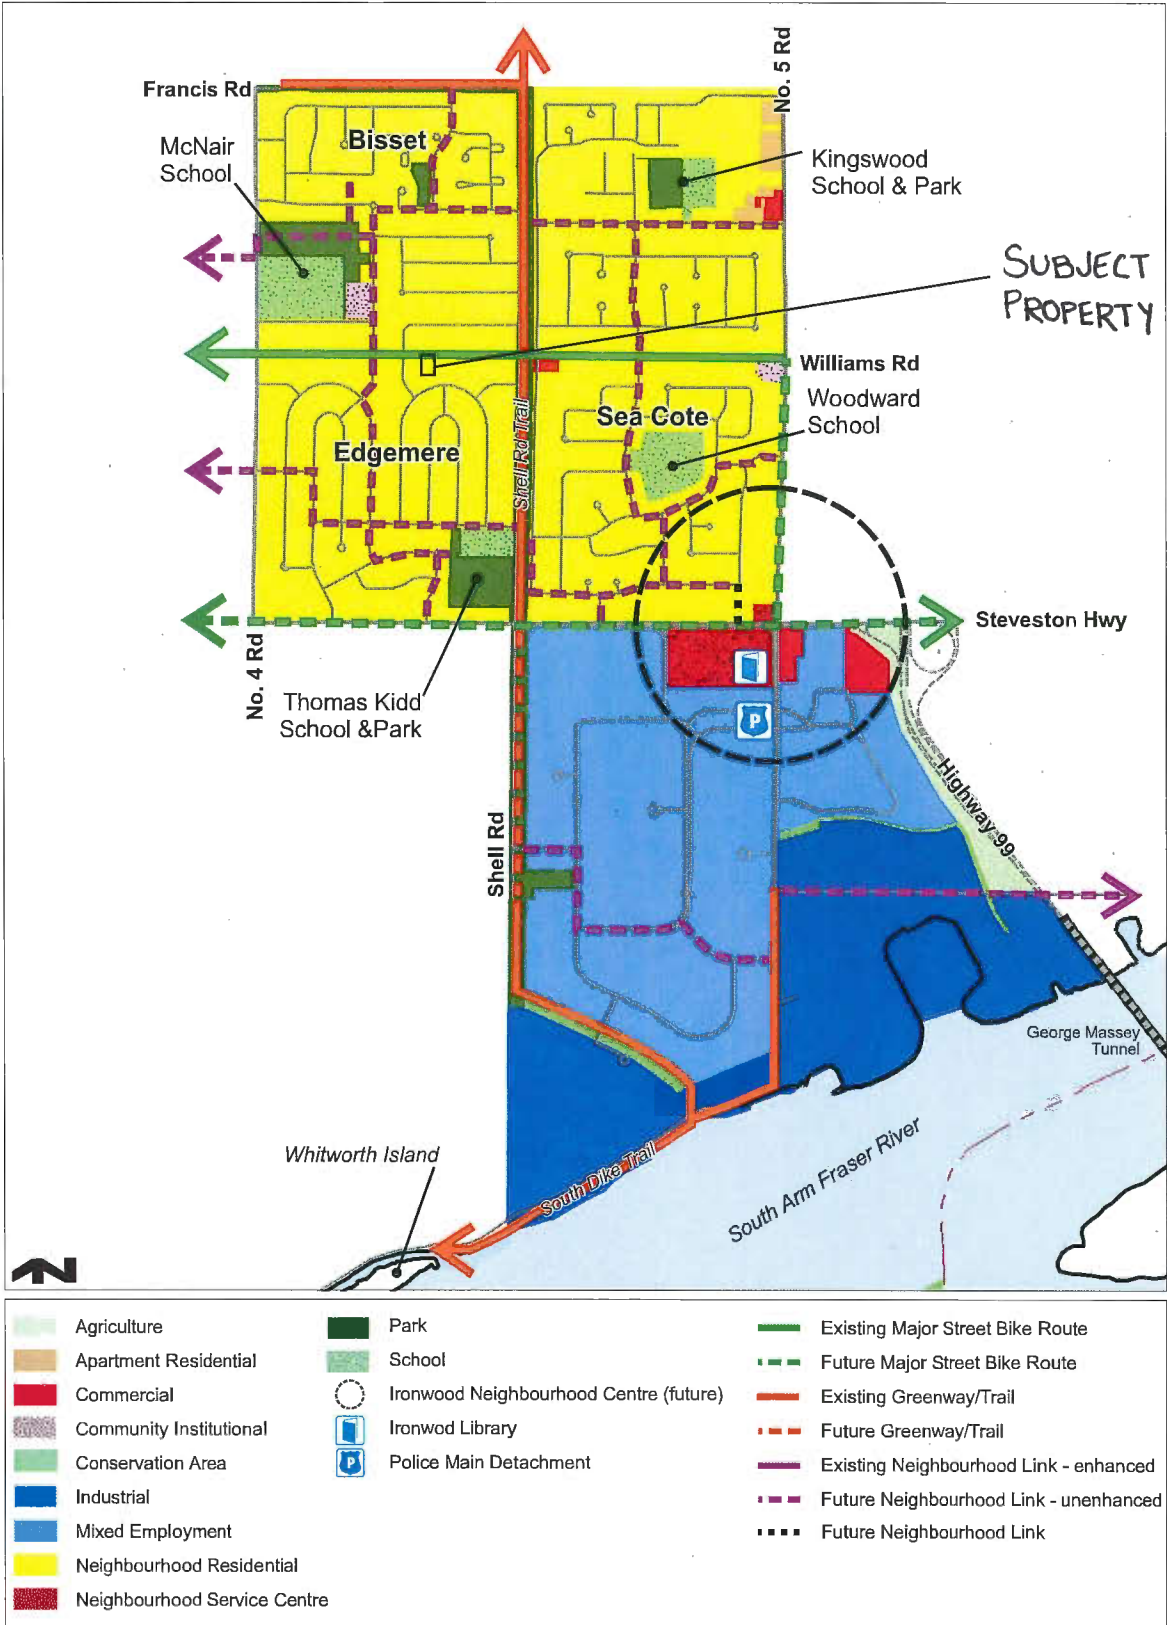 No. 5 Rd
Francis Rd
Bisset
McNair
School
Kingswood
School & Park
SUBJECT
PROPERTY
Williams Rd
Woodward
School
Sea Cote
Edgemere
Shell Rd Trail
Steveston Hwy
No. 4 Rd
Thomas Kidd
School &Park
P
Highway 99
Shell Rd
George Massey
Tunnel
Whitworth Island
South Dike Trail
South Arm Fraser River
N
Agriculture
Apartment Residential
Commercial
Community Institutional
Conservation Area
Industrial
Mixed Employment
Neighbourhood Residential
Neighbourhood Service Centre
Park
School
Ironwood Neighbourhood Centre (future)
Ironwod Library
P
Police Main Detachment
Existing Major Street Bike Route
Future Major Street Bike Route
Existing Greenway/Trail
Future Greenway/Trail
Existing Neighbourhood Link - enhanced
Future Neighbourhood Link - unenhanced
Future Neighbourhood Link